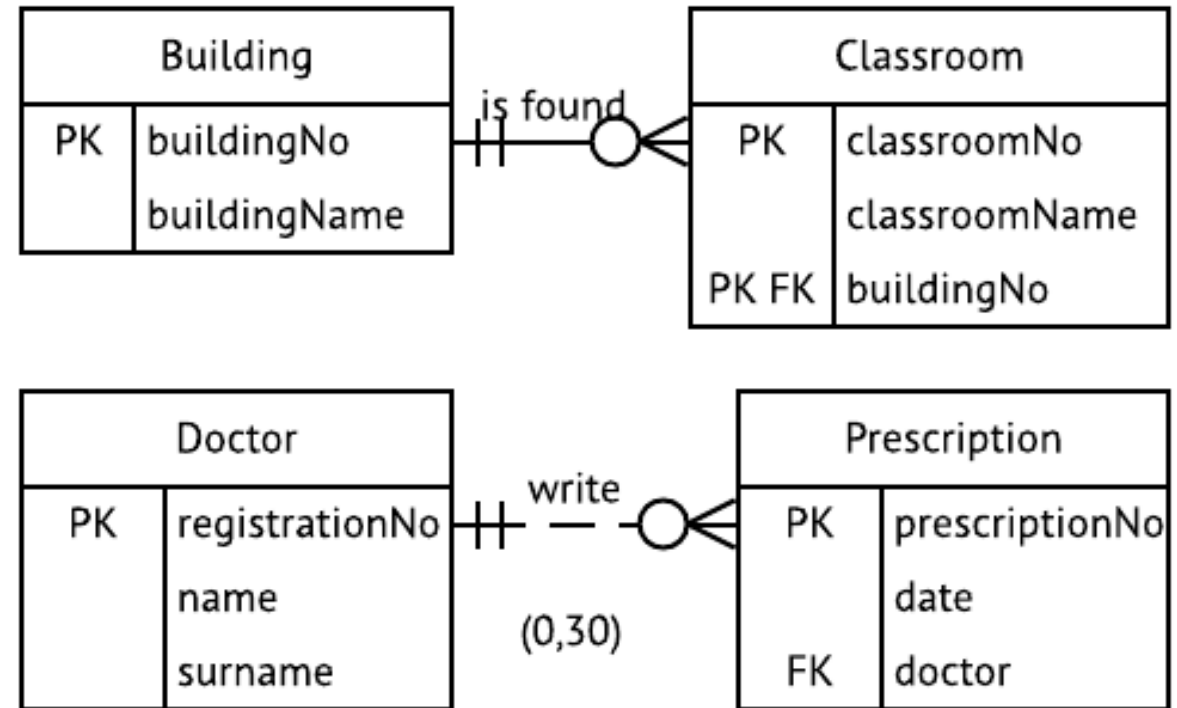 Building
is found
PK buildingNo
buildingName
Classroom
PK classroomNo
classroomName
PK FK buildingNo
Doctor
write
PK registrationNo
name
surname
(0,30)
Prescription
PK prescriptionNo
date
FK doctor